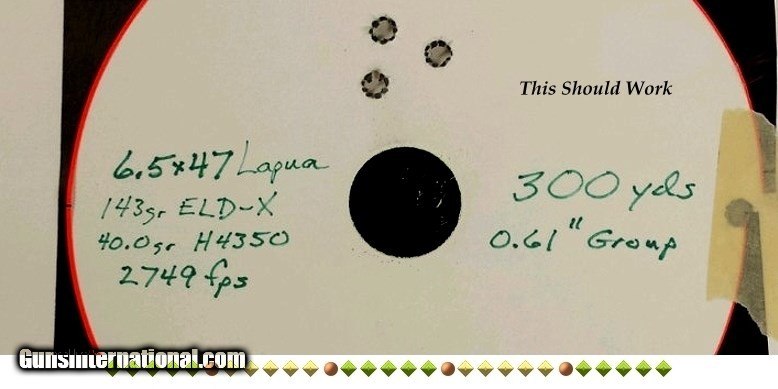 This Should Work
6.5x47 Lapua
143gr ELD-X
40.0gr H4350
2749 fps
300 yds
0.61" Group
GunsInternational.com